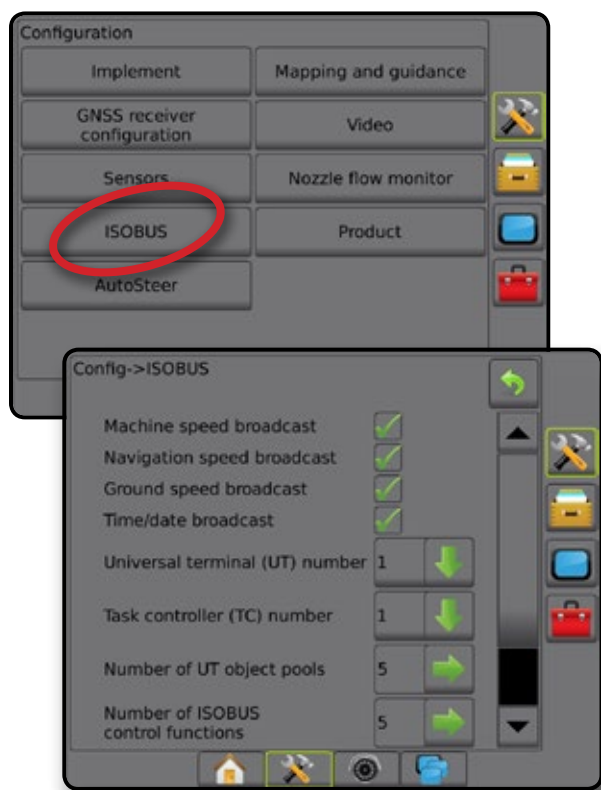 Configuration
Implement
Mapping and guidance
GNSS receiver
configuration
Video
Sensors
Nozzle flow monitor
ISOBUS
Product
AutoSteer
Config->ISOBUS
Machine speed broadcast
Navigation speed broadcast
Ground speed broadcast
Time/date broadcast
Universal terminal (UT) number 1
Task controller (TC) number 1
Number of UT object pools 5
Number of ISOBUS
control functions 5